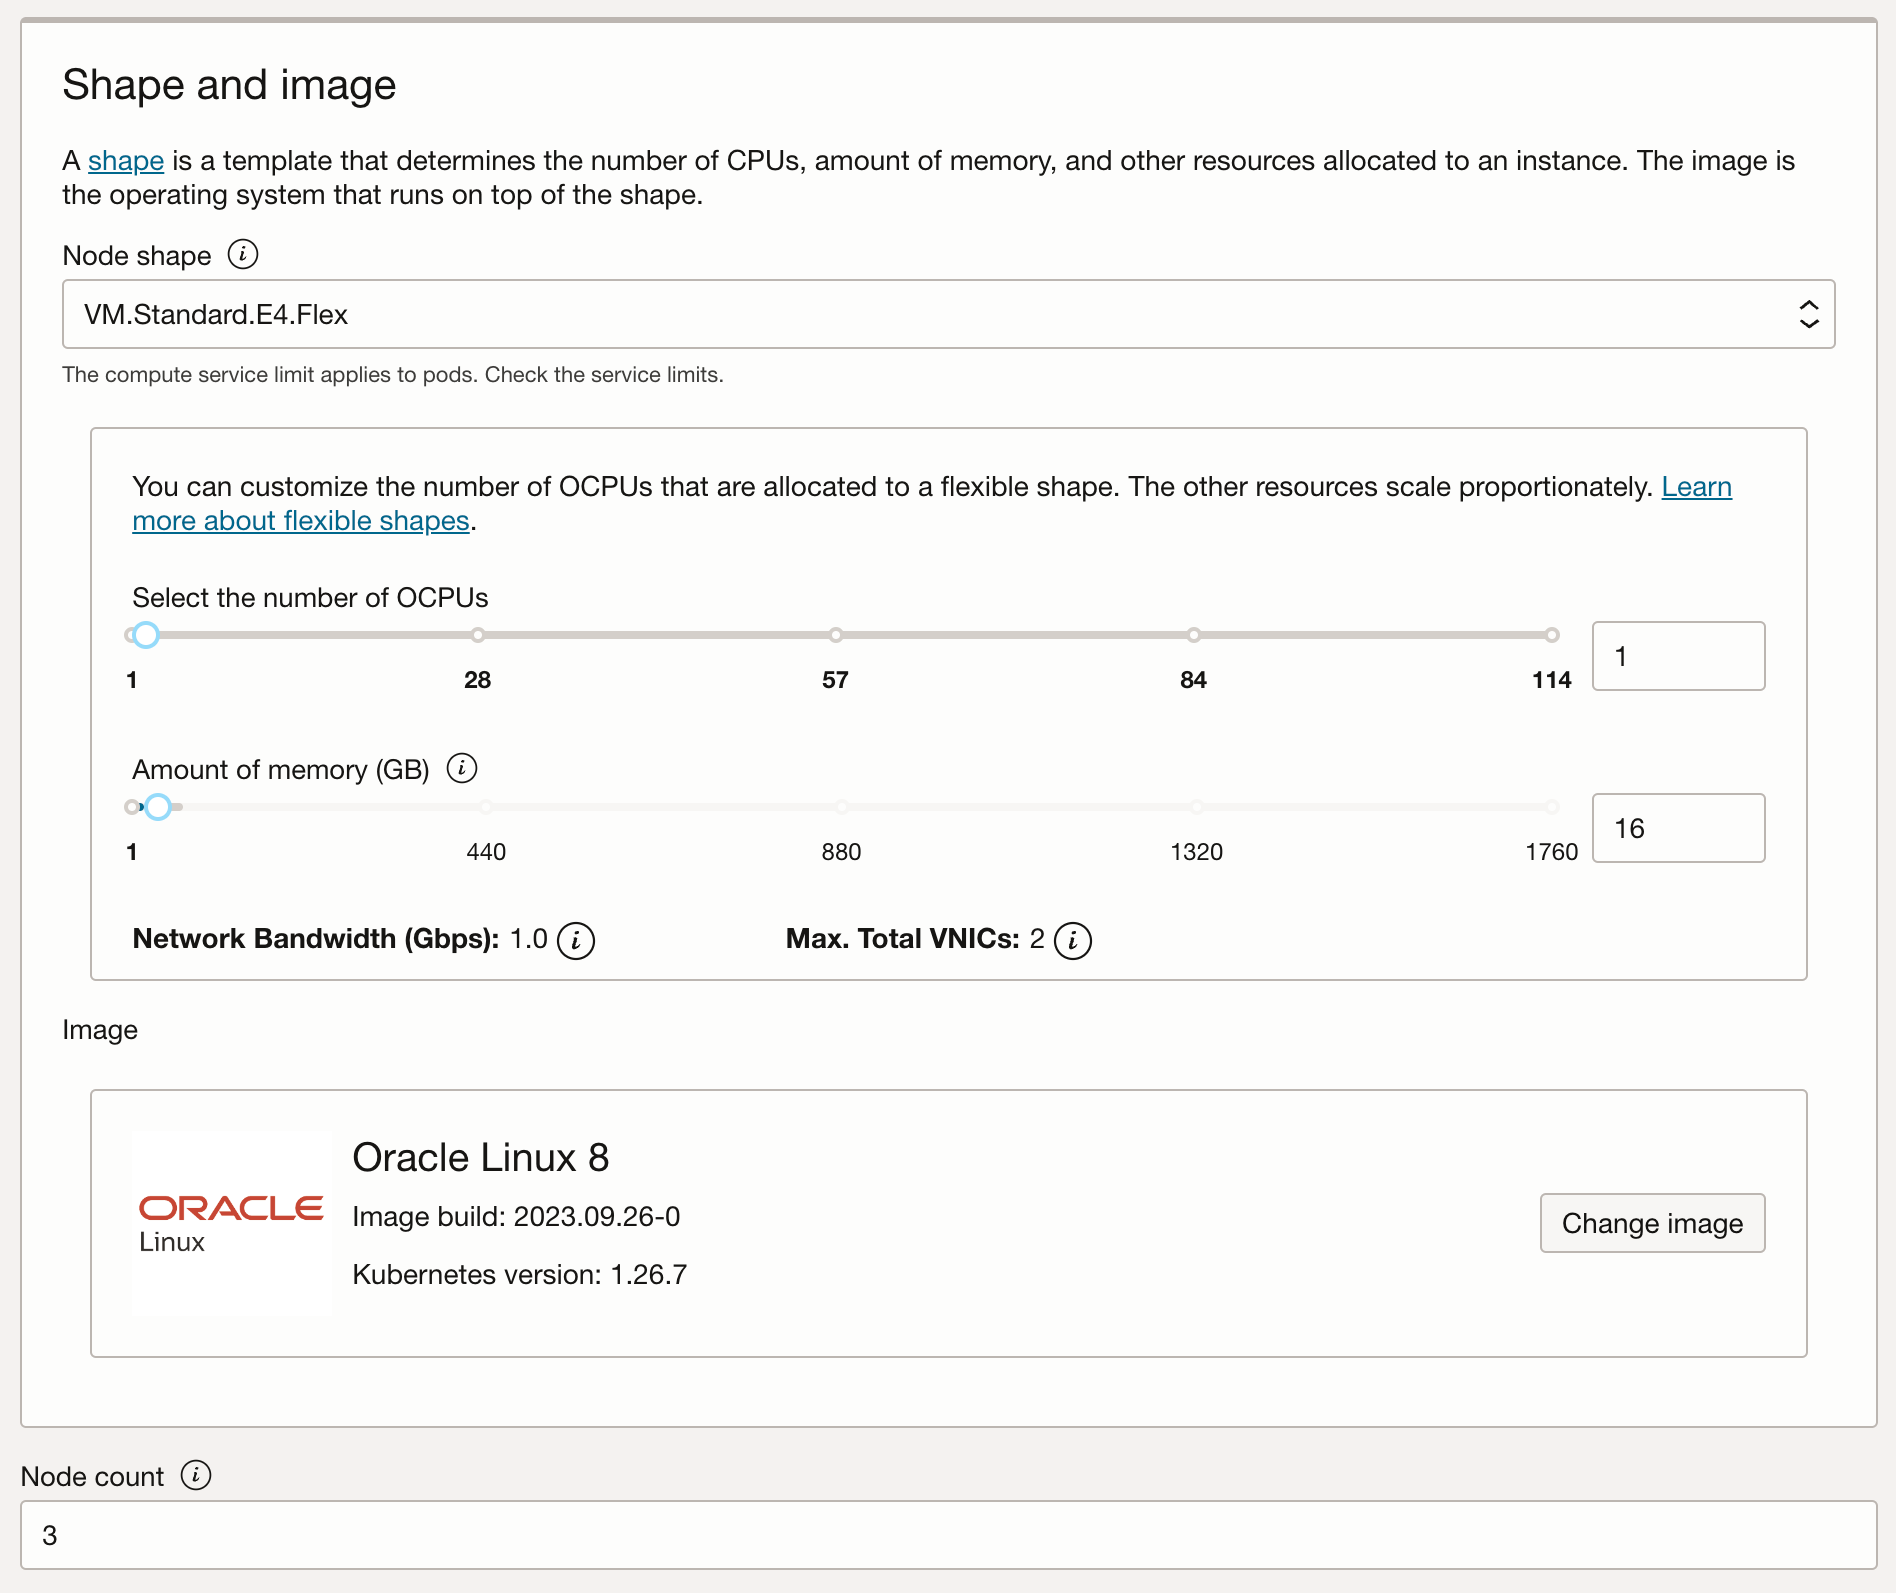 Shape and image
A shape is a template that determines the number of CPUs, amount of memory, and other resources allocated to an instance. The image is
the operating system that runs on top of the shape.
Node shape i
VM.Standard.E4.Flex
The compute service limit applies to pods. Check the service limits.
You can customize the number of OCPUs that are allocated to a flexible shape. The other resources scale proportionately. Learn
more about flexible shapes.
Select the number of OCPUs
1
1 28 57 84 114
Amount of memory (GB) i
16
1 440 880 1320 1760
Network Bandwidth (Gbps): 1.0 i Max. Total VNICs: 2 i
Image
Oracle Linux 8
ORACLE
Linux
Image build: 2023.09.26-0
Change image
Kubernetes version: 1.26.7
Node count i
3